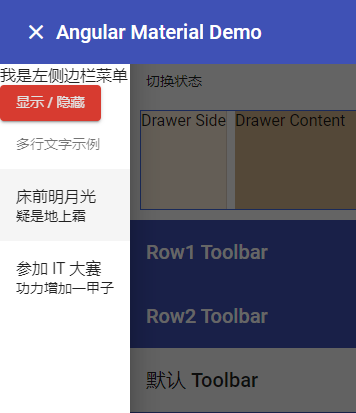 ✕ Angular Material Demo
我是左侧边栏菜单
显示 / 隐藏
多行文字示例
床前明月光
疑是地上霜
参加 IT 大赛
功力增加一甲子
切换状态
Drawer Side
Drawer Content
Row1 Toolbar
Row2 Toolbar
默认 Toolbar